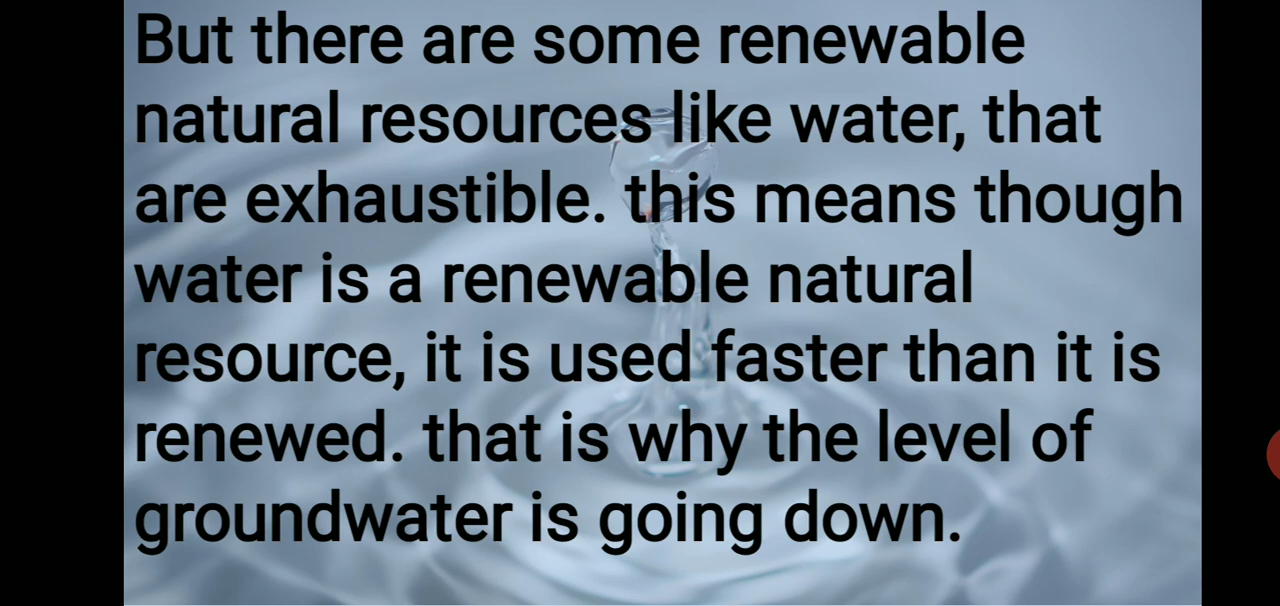 But there are some renewable
natural resources like water, that
are exhaustible. this means though
water is a renewable natural
resource, it is used faster than it is
renewed. that is why the level of
groundwater is going down.